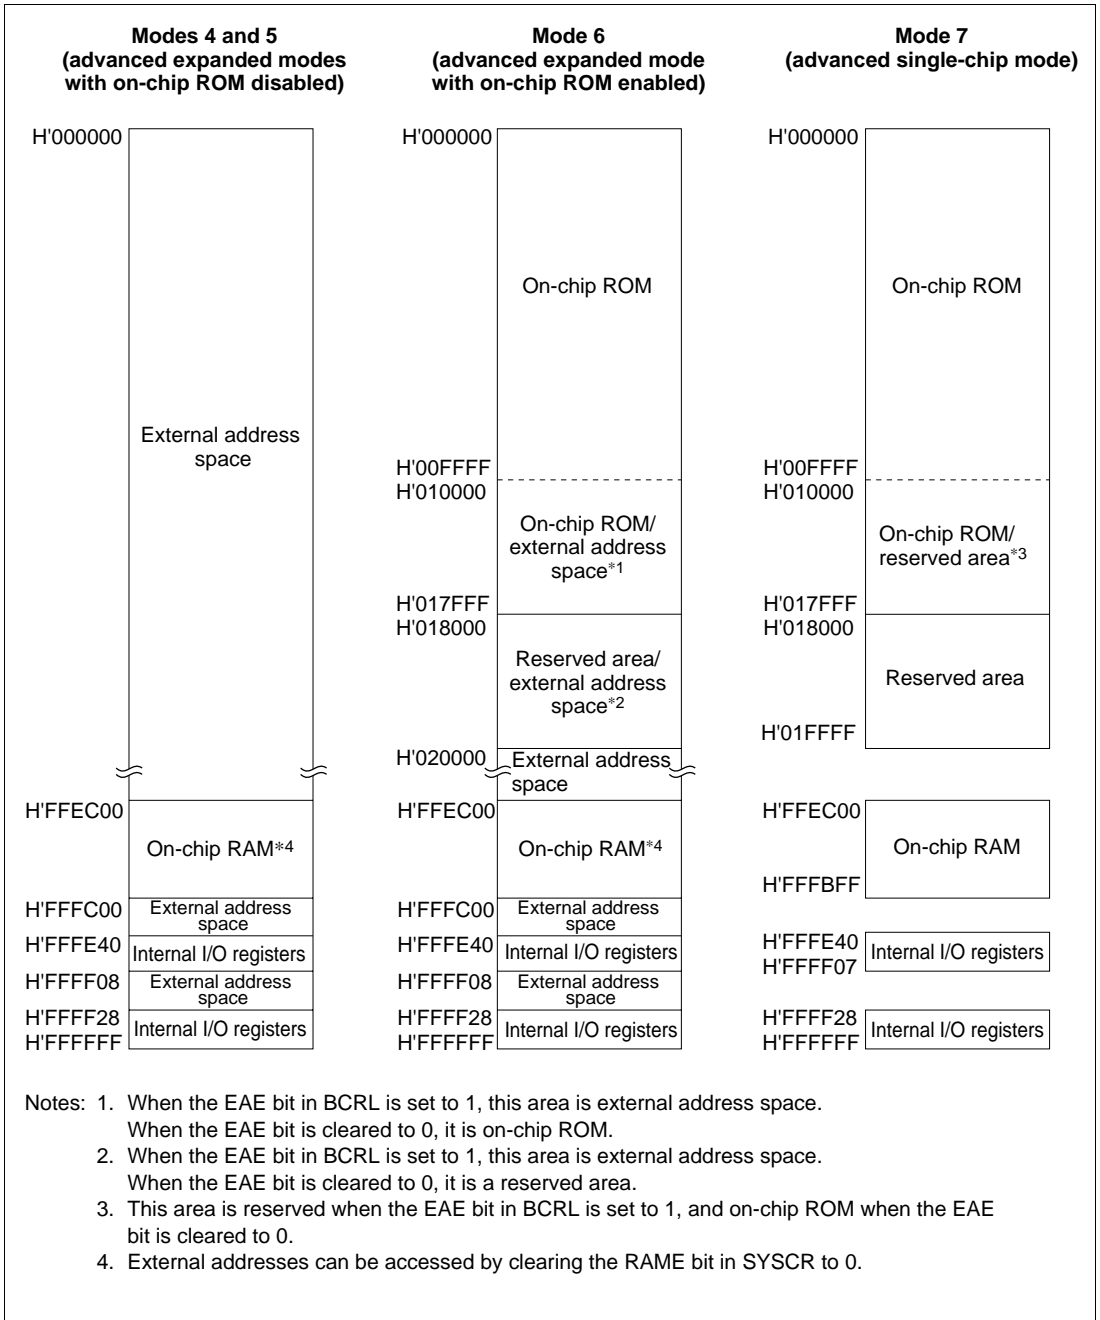 Modes 4 and 5
(advanced expanded modes
with on-chip ROM disabled)
H'000000
External address
space
H'FFEC00
On-chip RAM*4
H'FFFC00
External address
space
H'FFFE40
Internal I/O registers
H'FFFF08
External address
space
H'FFFF28
Internal I/O registers
H'FFFFFF
Mode 6
(advanced expanded mode
with on-chip ROM enabled)
H'000000
On-chip ROM
H'00FFFF
H'010000
On-chip ROM/
external address
space*1
H'017FFF
H'018000
Reserved area/
external address
space*2
H'020000
External address
space
H'FFEC00
On-chip RAM*4
H'FFFC00
External address
space
H'FFFE40
Internal I/O registers
H'FFFF08
External address
space
H'FFFF28
Internal I/O registers
H'FFFFFF
Mode 7
(advanced single-chip mode)
H'000000
On-chip ROM
H'00FFFF
H'010000
On-chip ROM/
reserved area*3
H'017FFF
H'018000
Reserved area
H'01FFFF
H'FFEC00
On-chip RAM
H'FFFBFF
H'FFFE40
Internal I/O registers
H'FFFF07
H'FFFF28
Internal I/O registers
H'FFFFFF
Notes: 1. When the EAE bit in BCRL is set to 1, this area is external address space.
When the EAE bit is cleared to 0, it is on-chip ROM.
2. When the EAE bit in BCRL is set to 1, this area is external address space.
When the EAE bit is cleared to 0, it is a reserved area.
3. This area is reserved when the EAE bit in BCRL is set to 1, and on-chip ROM when the EAE
bit is cleared to 0.
4. External addresses can be accessed by clearing the RAME bit in SYSCR to 0.